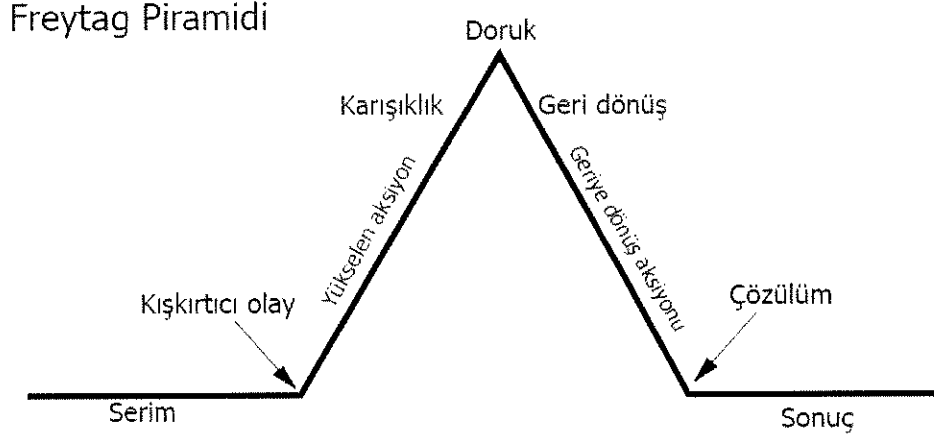 Freytag Piramidi
Doruk
Karışıklık
Geri dönüş
Yükselen aksiyon
Geriye dönüş aksiyonu
Kışkırtıcı olay
Çözülüm
Serim
Sonuç